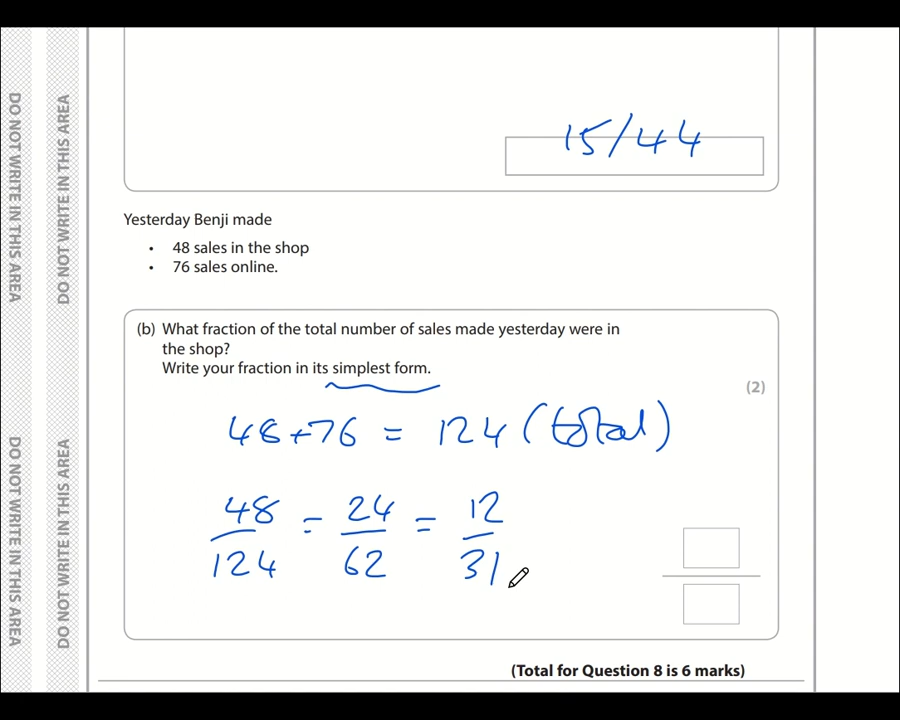 15/44
Yesterday Benji made
• 48 sales in the shop
• 76 sales online.
(b) What fraction of the total number of sales made yesterday were in
the shop?
Write your fraction in its simplest form.
(2)
48+76 = 124 (total)
48/124 = 24/62 = 12/31
(Total for Question 8 is 6 marks)
DO NOT WRITE IN THIS AREA
DO NOT WRITE IN THIS AREA
DO NOT WRITE IN THIS AREA
DO NOT WRITE IN THIS AREA